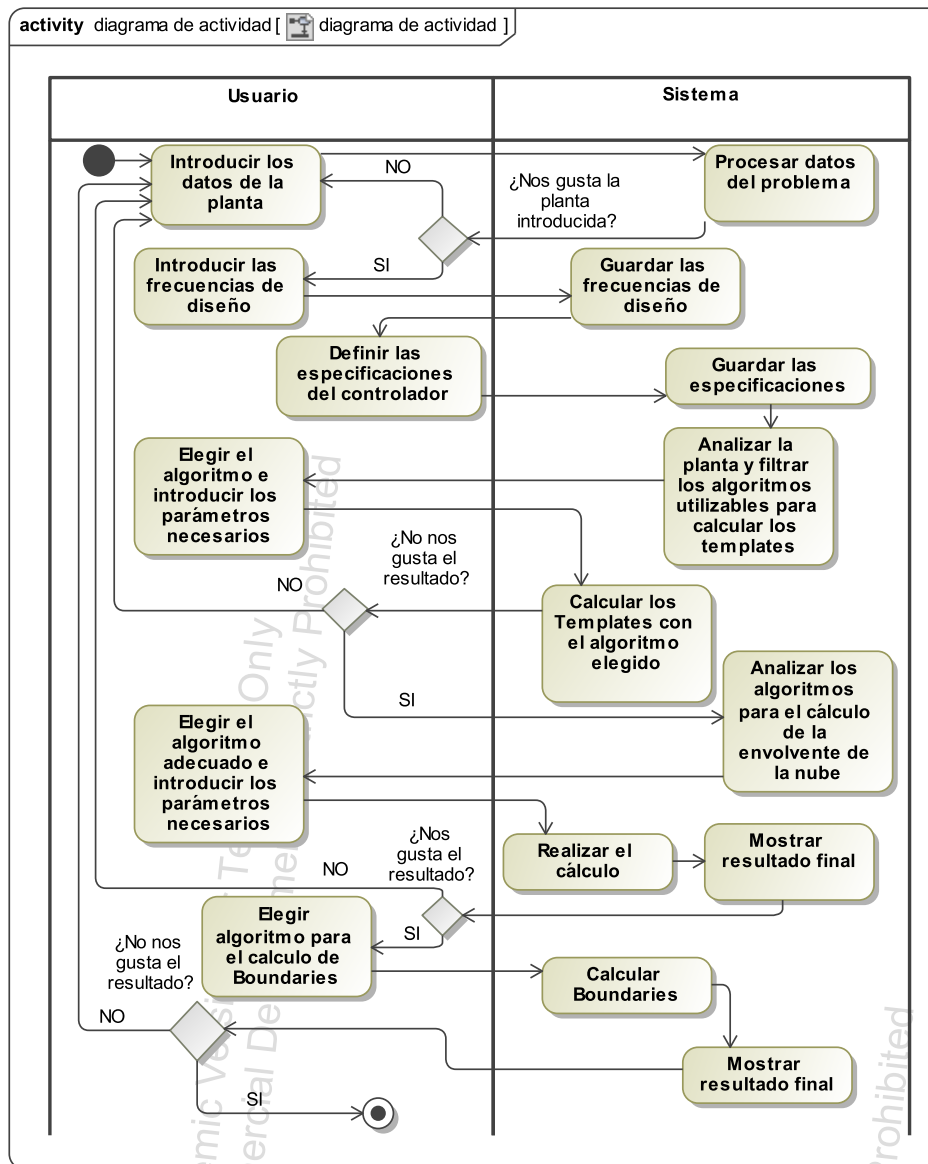 activity diagrama de actividad [ diagrama de actividad ]
Usuario
Sistema
Introducir los
datos de la
planta
NO
¿Nos gusta la
planta
introducida?
Procesar datos
del problema
SI
Introducir las
frecuencias de
diseño
Guardar las
frecuencias de
diseño
Definir las
especificaciones
del controlador
Guardar las
especificaciones
Elegir el
algoritmo e
introducir los
parámetros
necesarios
Analizar la
planta y filtrar
los algoritmos
utilizables para
calcular los
templates
¿No nos
gusta el
resultado?
NO
Calcular los
Templates con
el algoritmo
elegido
SI
Analizar los
algoritmos
para el cálculo
de la
envolvente de
la nube
Elegir el
algoritmo
adecuado e
introducir los
parámetros
necesarios
¿Nos
gusta el
resultado?
NO
Realizar el
cálculo
Mostrar
resultado final
SI
Elegir
algoritmo para
el calculo de
Boundaries
¿No nos
gusta el
resultado?
Calcular
Boundaries
NO
Mostrar
resultado final
SI
Only
Prohibited
Prohibited